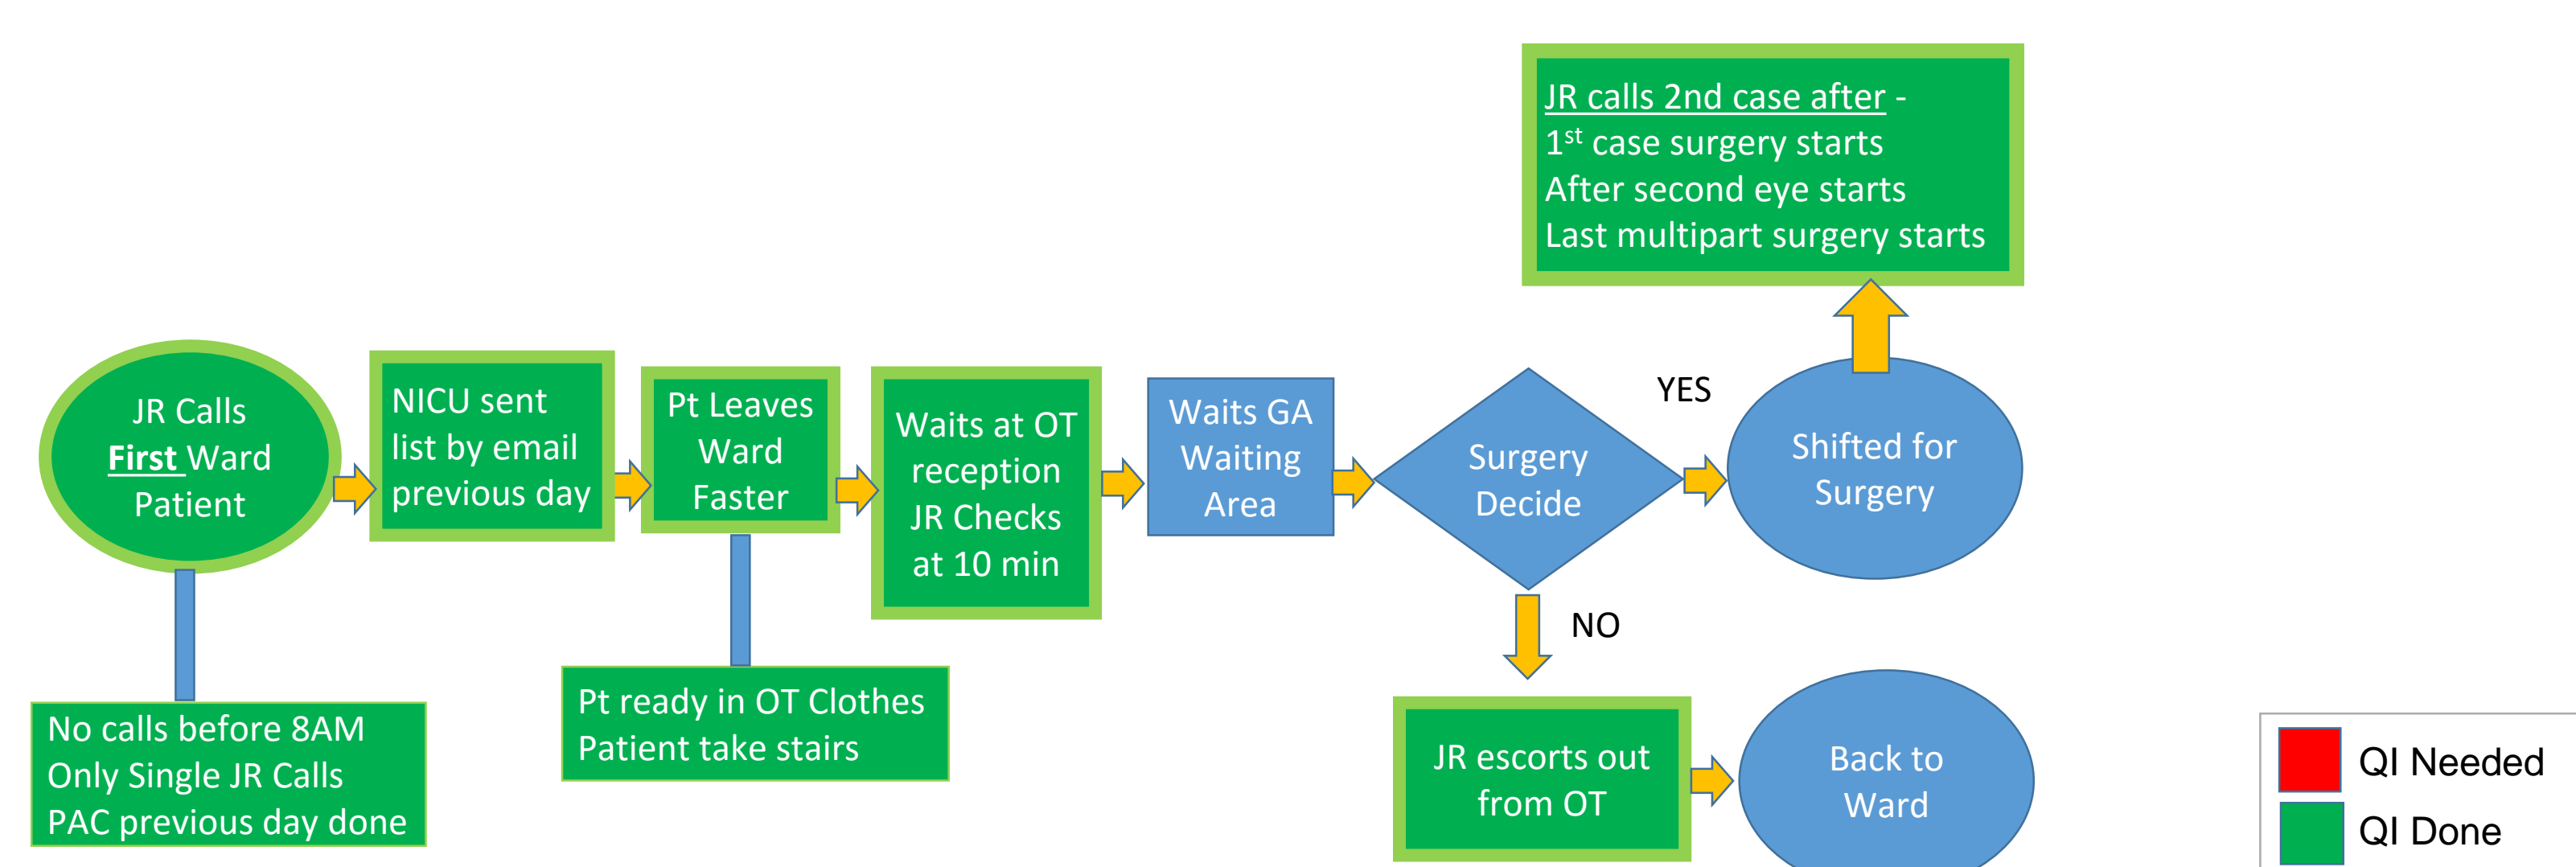 JR calls 2nd case after -
1st case surgery starts
After second eye starts
Last multipart surgery starts
JR Calls
First Ward
Patient
NICU sent
list by email
previous day
Pt Leaves
Ward
Faster
Waits at OT
reception
JR Checks
at 10 min
Waits GA
Waiting
Area
Surgery
Decide
YES
Shifted for
Surgery
NO
No calls before 8AM
Only Single JR Calls
PAC previous day done
Pt ready in OT Clothes
Patient take stairs
JR escorts out
from OT
Back to
Ward
QI Needed
QI Done